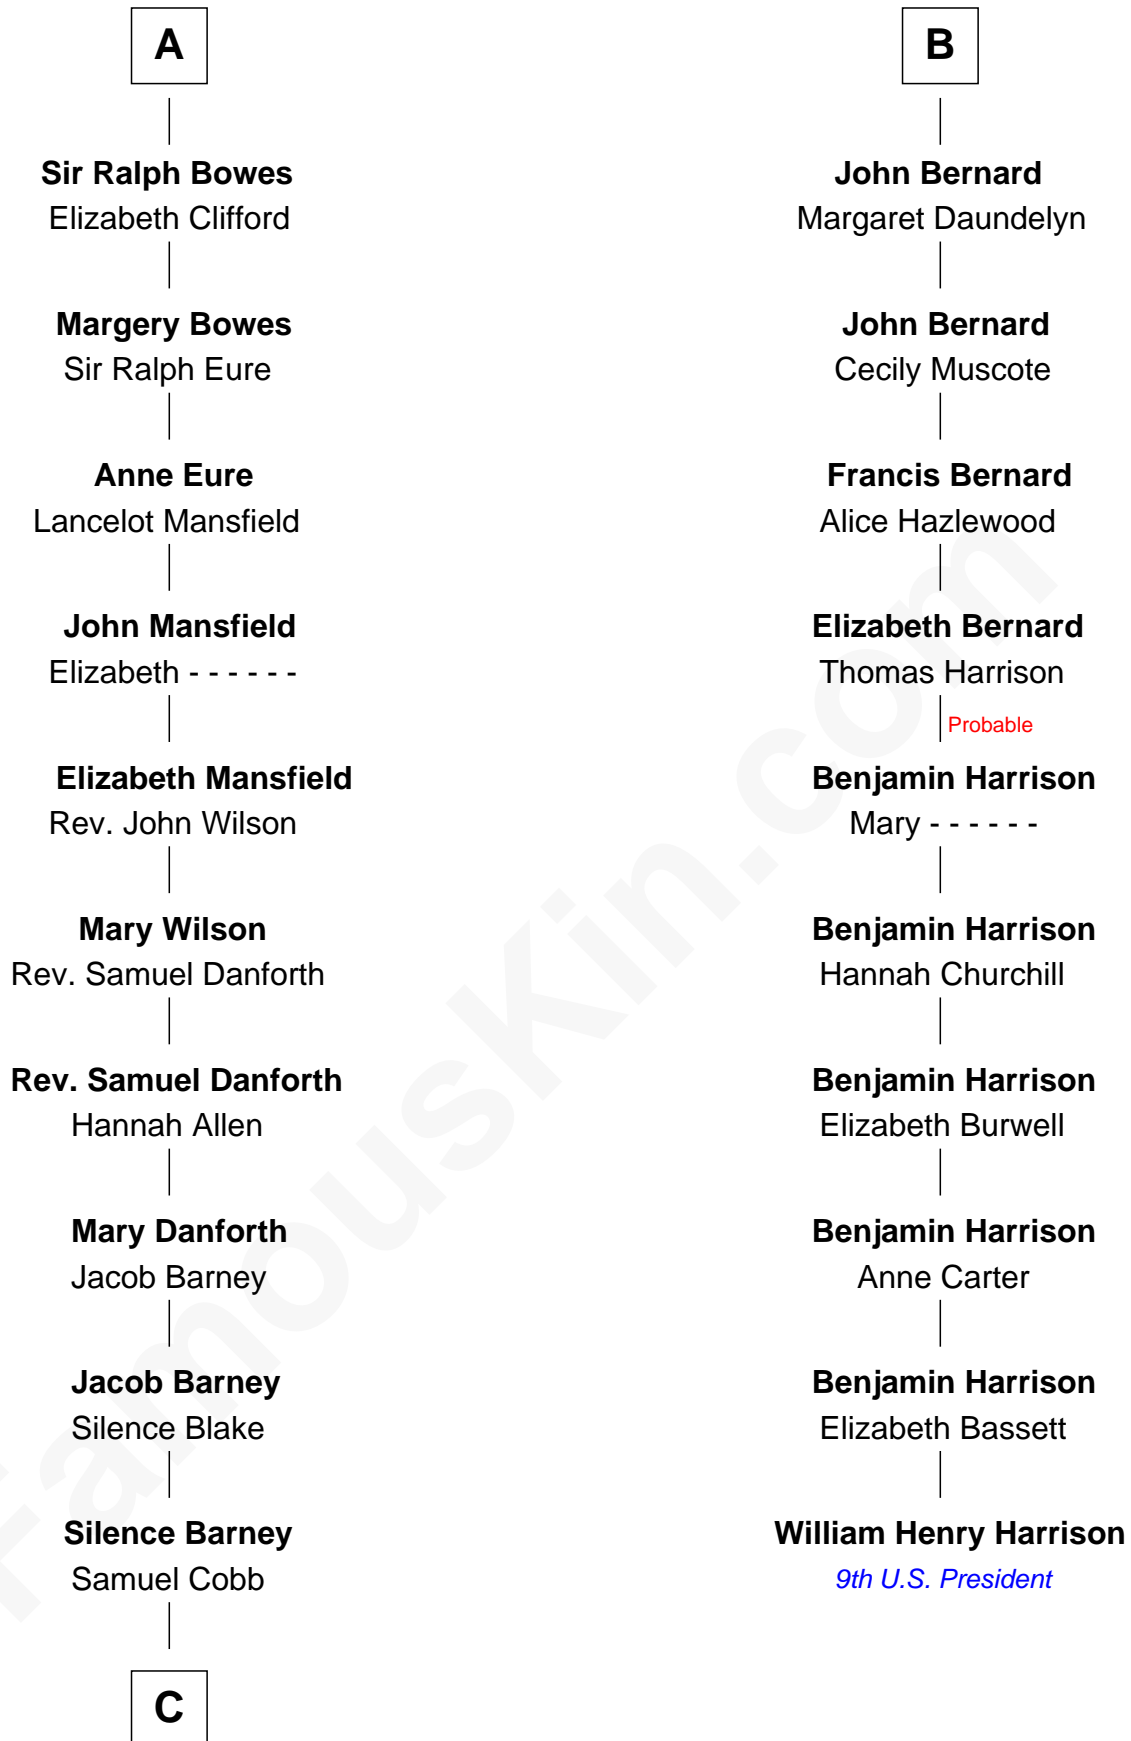 A
Sir Ralph Bowes
Elizabeth Clifford
Margery Bowes
Sir Ralph Eure
Anne Eure
Lancelot Mansfield
John Mansfield
Elizabeth - - - - - -
Elizabeth Mansfield
Rev. John Wilson
Mary Wilson
Rev. Samuel Danforth
Rev. Samuel Danforth
Hannah Allen
Mary Danforth
Jacob Barney
Jacob Barney
Silence Blake
Silence Barney
Samuel Cobb
C
B
John Bernard
Margaret Daundelyn
John Bernard
Cecily Muscote
Francis Bernard
Alice Hazlewood
Elizabeth Bernard
Thomas Harrison
Probable
Benjamin Harrison
Mary - - - - - -
Benjamin Harrison
Hannah Churchill
Benjamin Harrison
Elizabeth Burwell
Benjamin Harrison
Anne Carter
Benjamin Harrison
Elizabeth Bassett
William Henry Harrison
9th U.S. President
FamousKin.com